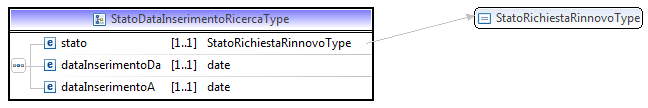 StatoDataInserimentoRicercaType
StatoRichiestaRinnovoType
e stato [1..1] StatoRichiestaRinnovoType
e dataInserimentoDa [1..1] date
e dataInserimentoA [1..1] date